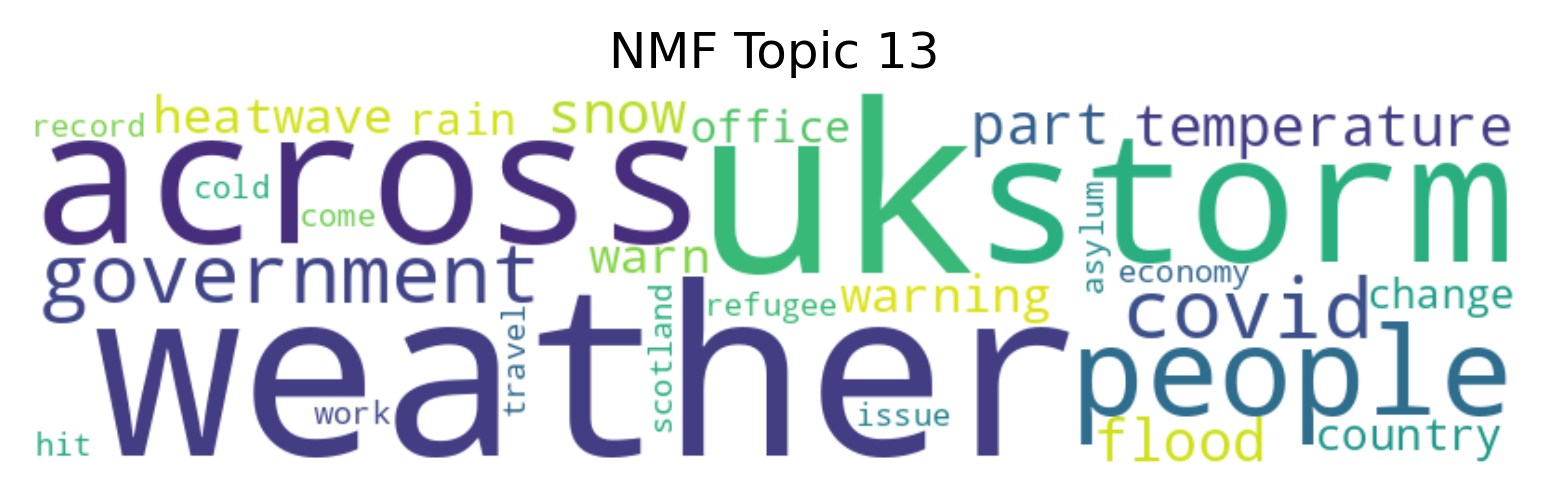 NMF Topic 13
record heatwave rain snow office part temperature
across uk storm
cold
come
asylum
government warn economy
refugee warning covid change
weather people
travel
scotland
work issue
hit flood country